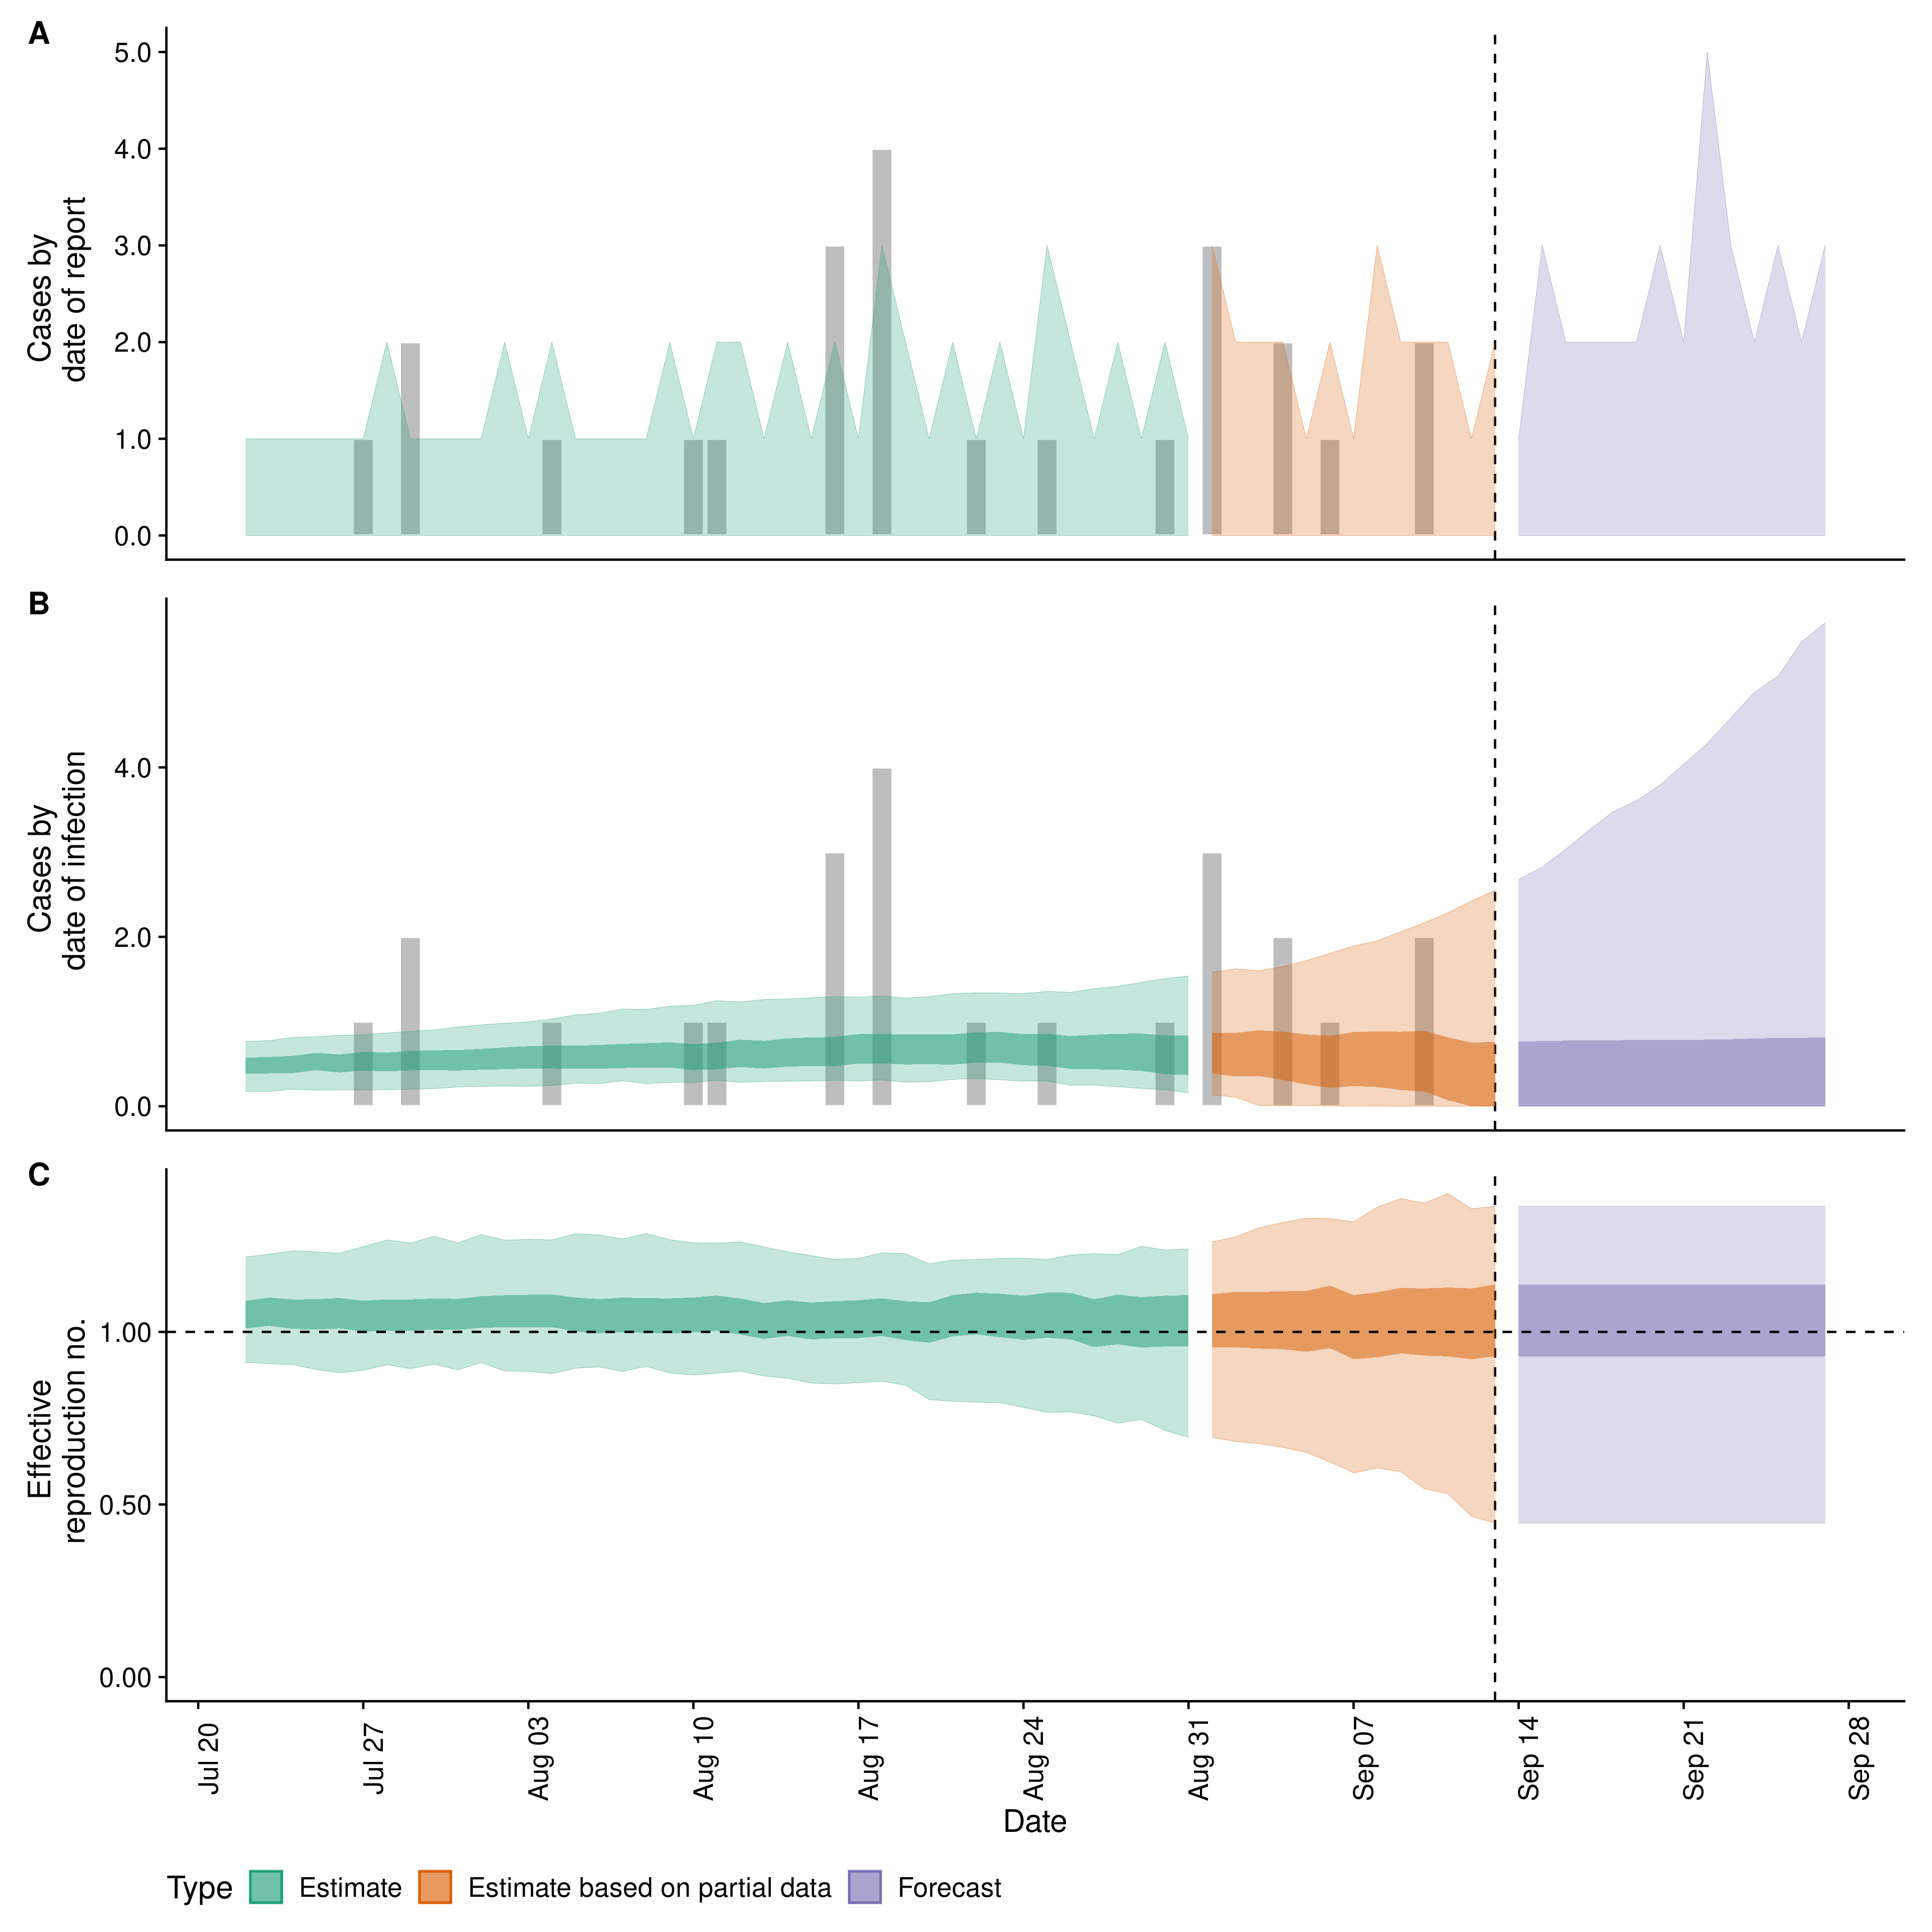 A
5.0
4.0
3.0
2.0
1.0
0.0
Cases by
date of report
B
4.0
2.0
0.0
Cases by
date of infection
C
1.00
0.50
0.00
Effective
reproduction no.
Jul 20
Jul 27
Aug 03
Aug 10
Aug 17
Aug 24
Aug 31
Sep 07
Sep 14
Sep 21
Sep 28
Date
Type Estimate Estimate based on partial data Forecast